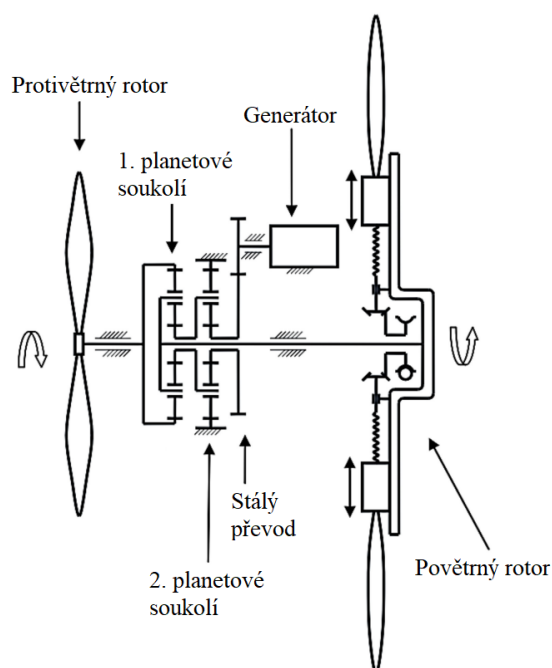 Protivětrný rotor
Generátor
1. planetové
soukolí
Stálý
převod
2. planetové
soukolí
Povětrný rotor